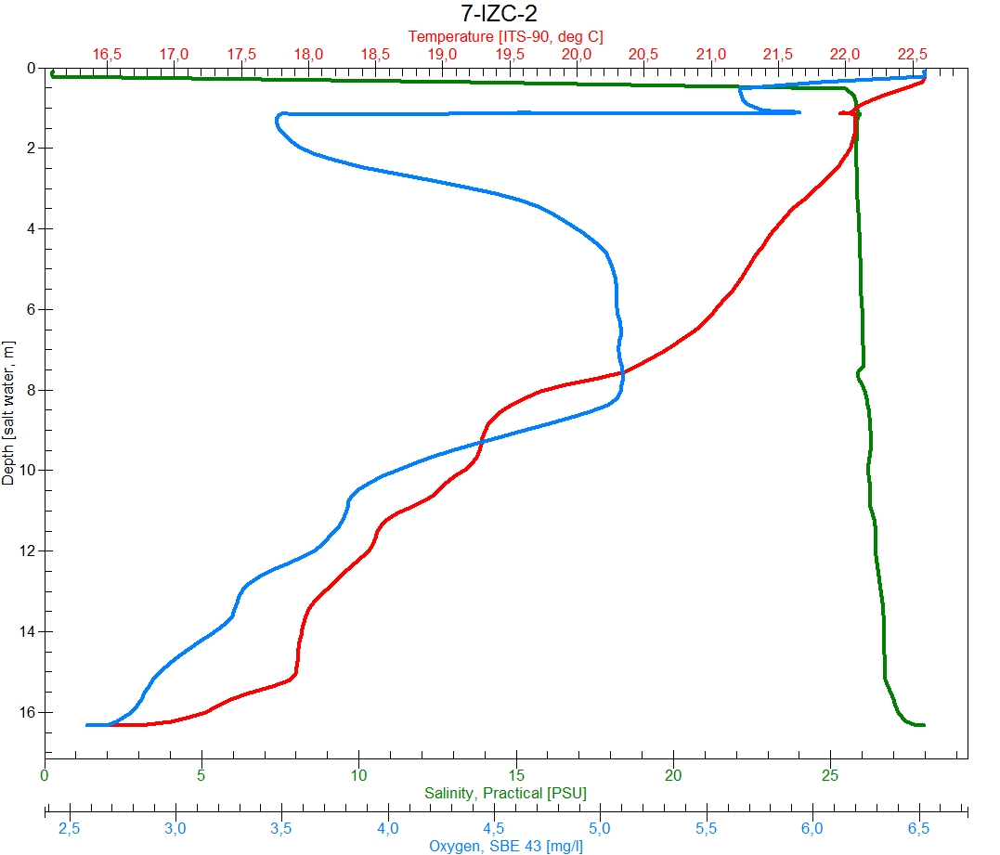 7-IZC-2
Temperature [ITS-90, deg C]
16,5 17,0 17,5 18,0 18,5 19,0 19,5 20,0 20,5 21,0 21,5 22,0 22,5
0
2
4
6
8
10
12
14
16
Depth [salt water, m]
0 5 10 15 20 25
Salinity, Practical [PSU]
2,5 3,0 3,5 4,0 4,5 5,0 5,5 6,0 6,5
Oxygen, SBE 43 [mg/l]